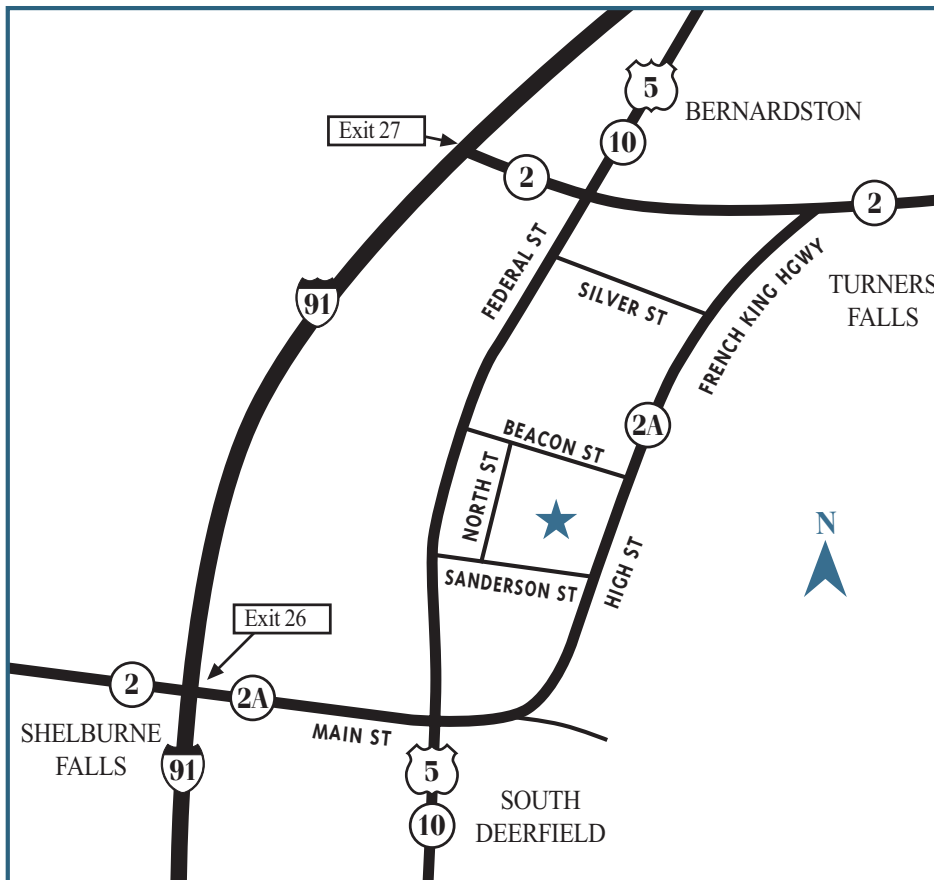 5
BERNARDSTON
Exit 27
10
2
2
FEDERAL ST
SILVER ST
FRENCH KING HGWY
TURNERS
FALLS
91
2A
BEACON ST
NORTH ST
N
SANDERSON ST
HIGH ST
Exit 26
2
2A
MAIN ST
SHELBURNE
FALLS
91
5
SOUTH
DEERFIELD
10